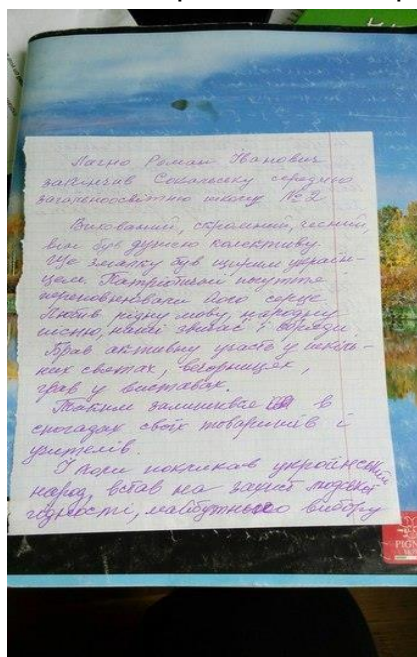 Лагно Роман Іванович
закінчив Сокальську середню
загальноосвітню школу №2
Вихований, скромний, чесний,
він був душею колективу.
Ще змалку був щирим україн-
цем. Патріотичні почуття
переповнювали його серце.
Любив рідну мову, народну
пісню, наші звичаї і обряди.
Брав активну участь у шкіль-
них святах, вечорницях,
грав у виставах.
Таким залишився в
спогадах своїх товаришів і
учителів.
І коли покликав український
народ, встав на захист людської
гідності, майбутнього вибору
PIGN